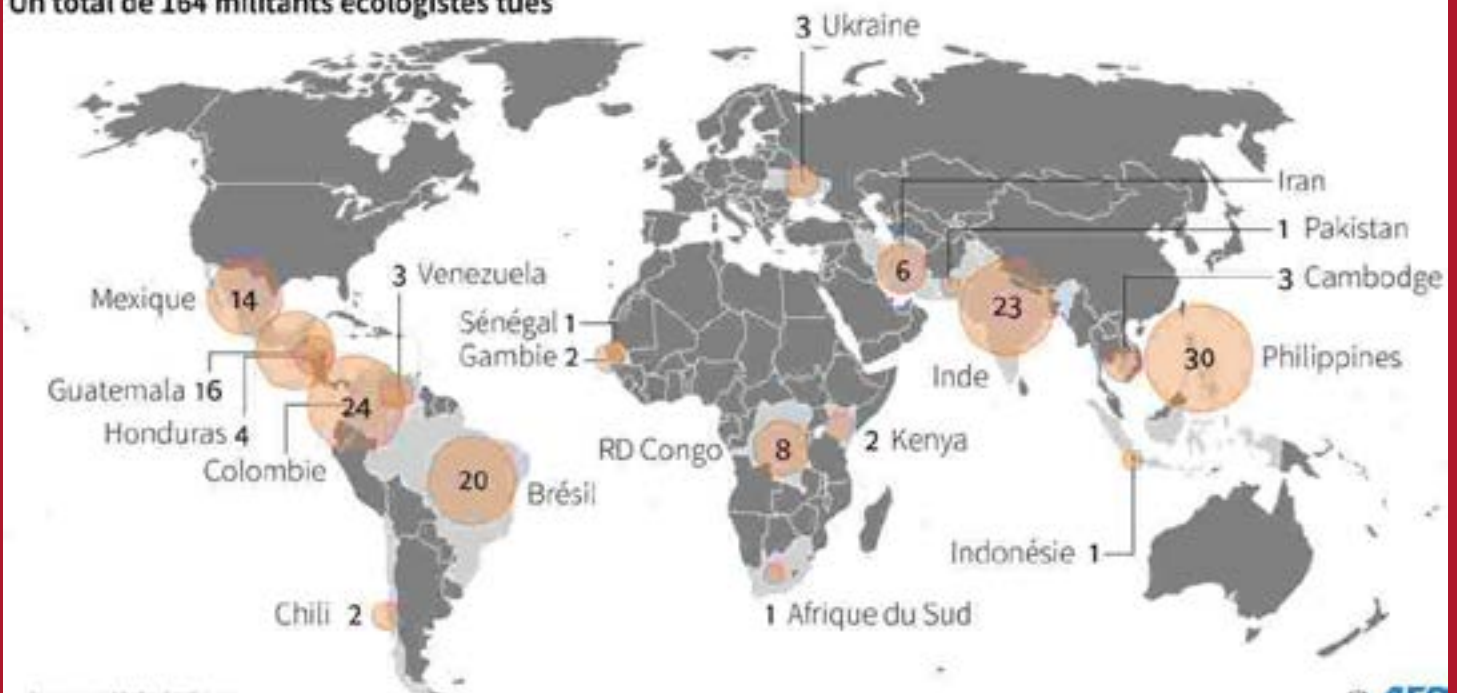 Un total de 164 militants écologistes tués
3 Ukraine
Iran
6
1 Pakistan
3 Cambodge
Mexique
14
3 Venezuela
23
Sénégal 1
Gambie 2
Inde
30
Philippines
Guatemala 16
24
Honduras 4
Colombie
RD Congo
8
2 Kenya
20
Brésil
Indonésie 1
Chili 2
1 Afrique du Sud
AFP